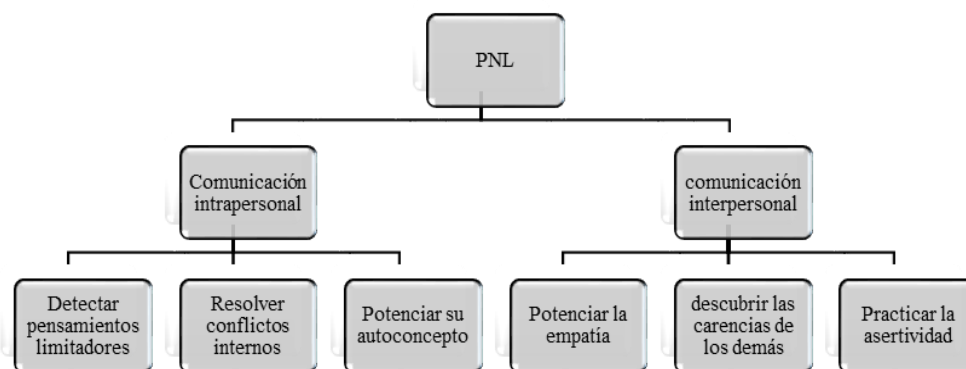 PNL
Comunicación
intrapersonal
comunicación
interpersonal
Detectar
pensamientos
limitadores
Resolver
conflictos
internos
Potenciar su
autoconcepto
Potenciar la
empatía
descubrir las
carencias de
los demás
Practicar la
asertividad